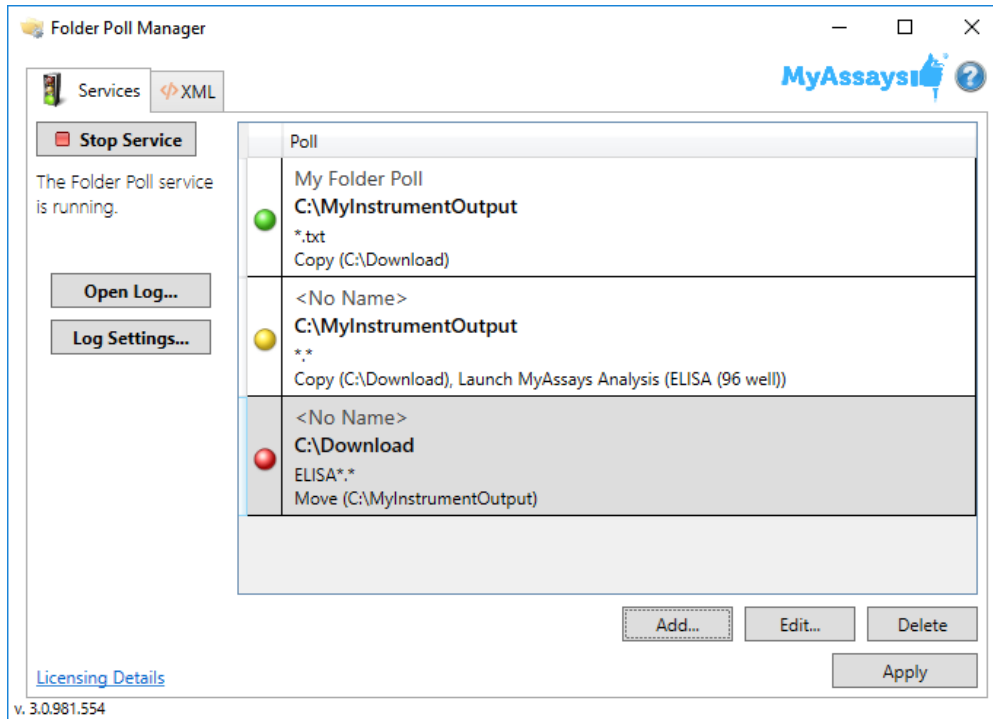 Folder Poll Manager
Services
XML
MyAssays
?
Stop Service
The Folder Poll service
is running.
Open Log...
Log Settings...
Poll
My Folder Poll
C:\MyInstrumentOutput
*.txt
Copy (C:\Download)
<No Name>
C:\MyInstrumentOutput
*.*
Copy (C:\Download), Launch MyAssays Analysis (ELISA (96 well))
<No Name>
C:\Download
ELISA*.*
Move (C:\MyInstrumentOutput)
Add...
Edit...
Delete
Apply
Licensing Details
v. 3.0.981.554